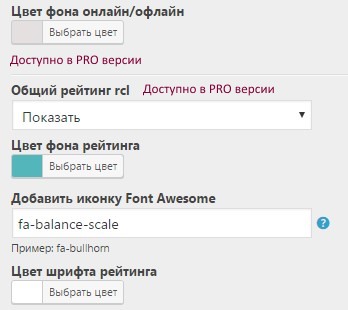 Цвет фона онлайн/офлайн
Выбрать цвет
Доступно в PRO версии
Общий рейтинг rcl Доступно в PRO версии
Показать
Цвет фона рейтинга
Выбрать цвет
Добавить иконку Font Awesome
fa-balance-scale ?
Пример: fa-bullhorn
Цвет шрифта рейтинга
Выбрать цвет